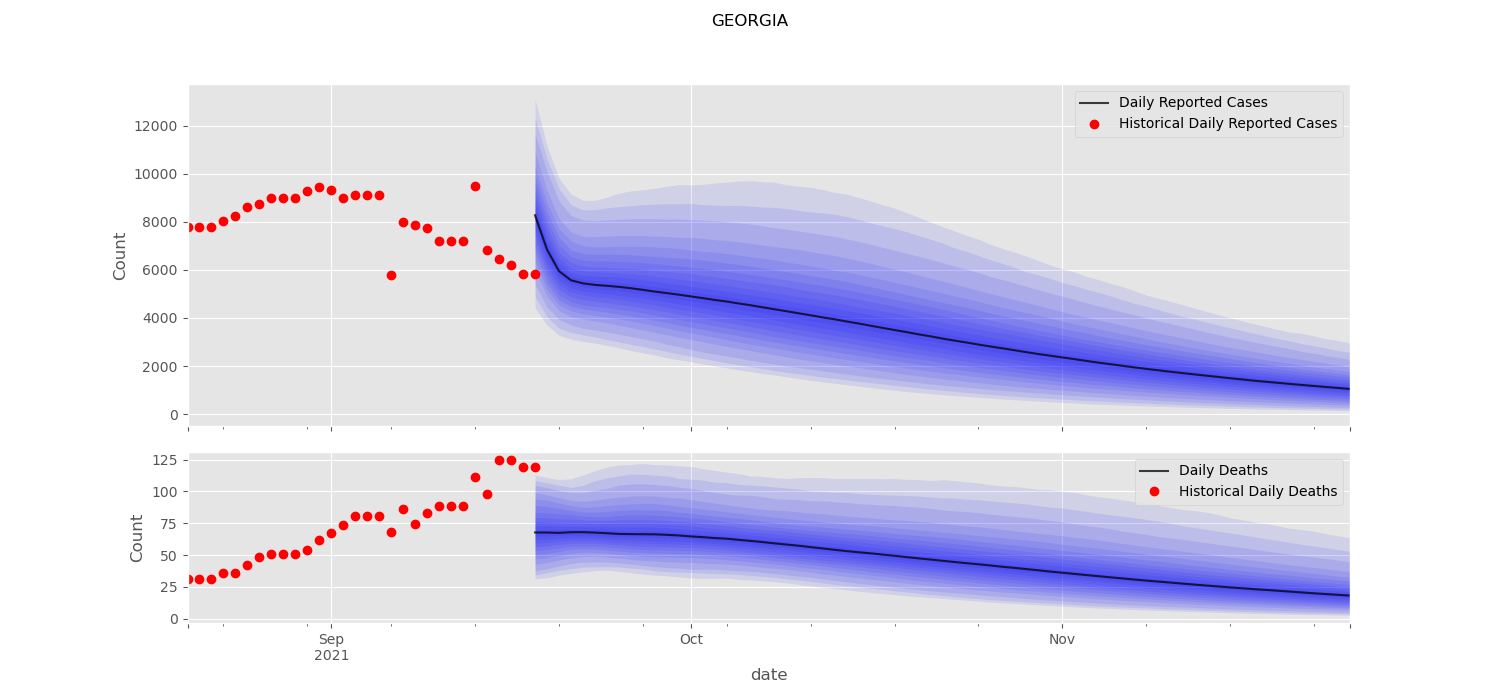 GEORGIA
Daily Reported Cases
Historical Daily Reported Cases
Count
12000
10000
8000
6000
4000
2000
0
Daily Deaths
Historical Daily Deaths
Count
125
100
75
50
25
0
Sep
2021
Oct
Nov
date